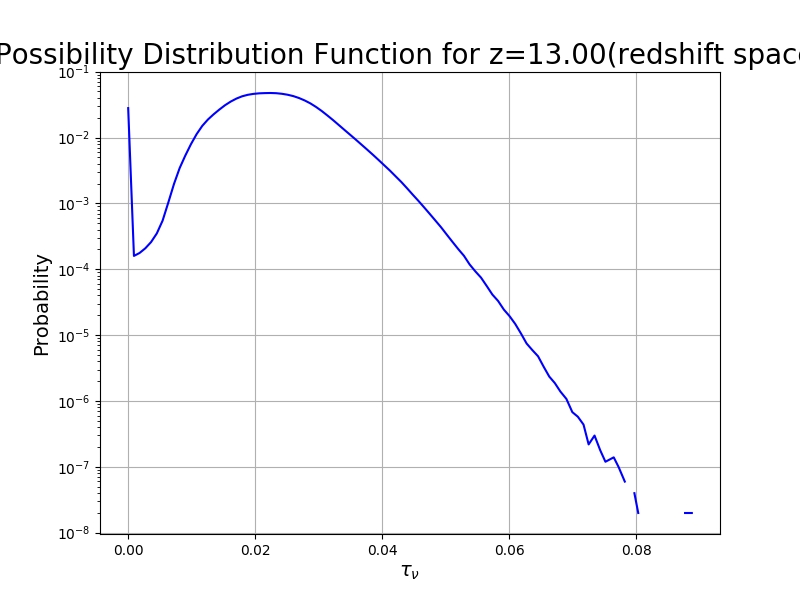 Possibility Distribution Function for z=13.00(redshift spac
10⁻¹
10⁻²
10⁻³
10⁻⁴
10⁻⁵
10⁻⁶
10⁻⁷
10⁻⁸
Probability
0.00 0.02 0.04 0.06 0.08
τ_ν